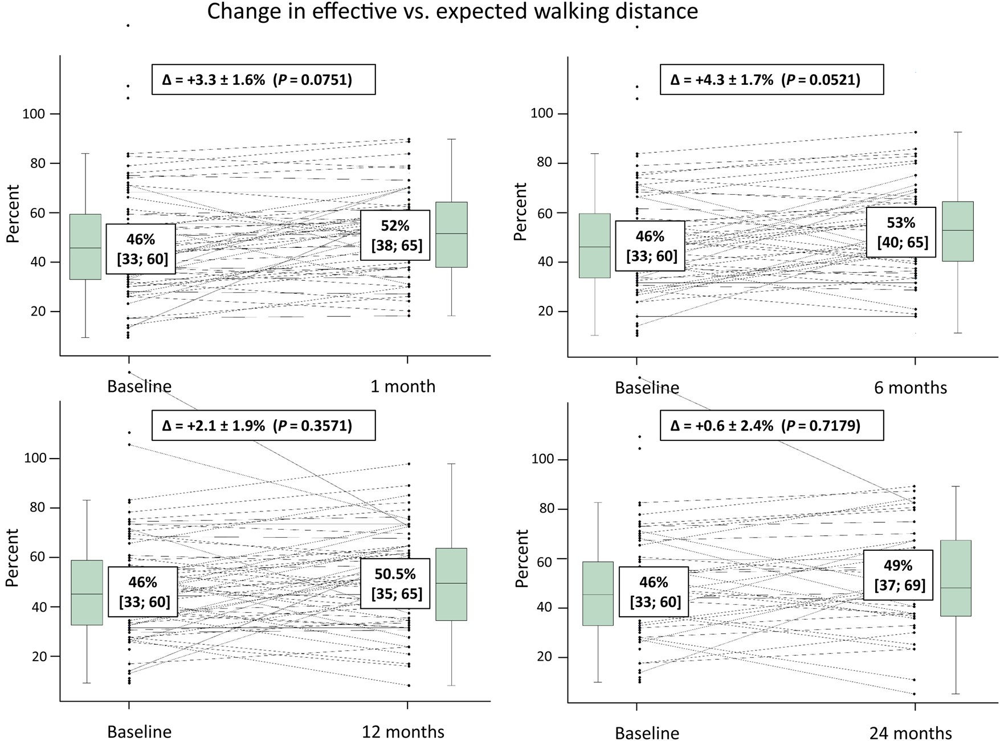 Change in effective vs. expected walking distance
Δ = +3.3 ± 1.6% (P = 0.0751)
Percent
100
80
60
40
20
46%
[33; 60]
52%
[38; 65]
Baseline
1 month
Δ = +4.3 ± 1.7% (P = 0.0521)
Percent
100
80
60
40
20
46%
[33; 60]
53%
[40; 65]
Baseline
6 months
Δ = +2.1 ± 1.9% (P = 0.3571)
Percent
100
80
60
40
20
46%
[33; 60]
50.5%
[35; 65]
Baseline
12 months
Δ = +0.6 ± 2.4% (P = 0.7179)
Percent
100
80
60
40
20
46%
[33; 60]
49%
[37; 69]
Baseline
24 months